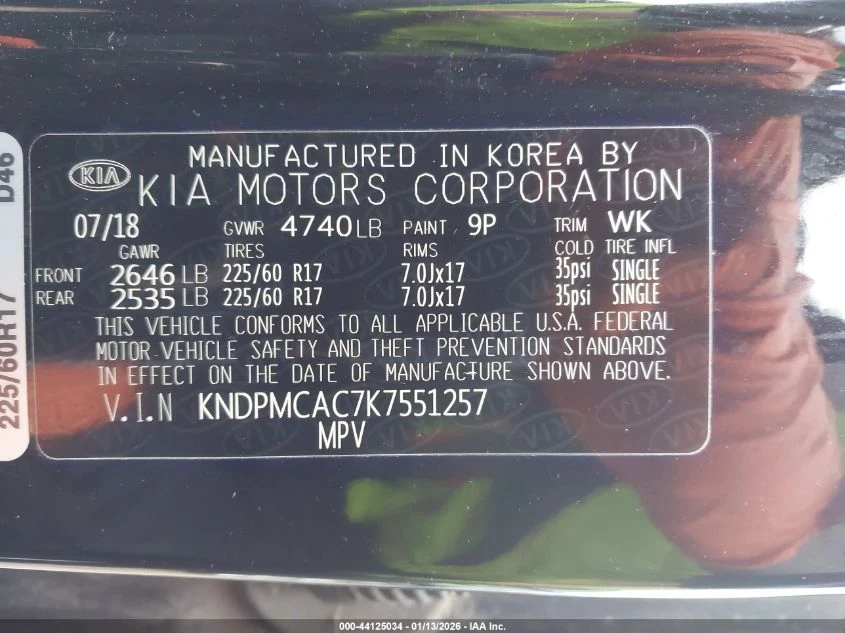 MANUFACTURED IN KOREA BY
KIA KIA MOTORS CORPORATION
07/18 GVWR 4740LB PAINT 9P TRIM WK
GAWR TIRES RIMS COLD TIRE INFL
FRONT 2646 LB 225/60 R17 7.0Jx17 35psi SINGLE
REAR 2535 LB 225/60 R17 7.0Jx17 35psi SINGLE
THIS VEHICLE CONFORMS TO ALL APPLICABLE U.S.A. FEDERAL
MOTOR VEHICLE SAFETY AND THEFT PREVENTION STANDARDS
IN EFFECT ON THE DATE OF MANUFACTURE SHOWN ABOVE.
V.I.N KNDPMCAC7K7551257
MPV
225/60R17 D46
000-44125034 - 01/13/2026 - IAA Inc.